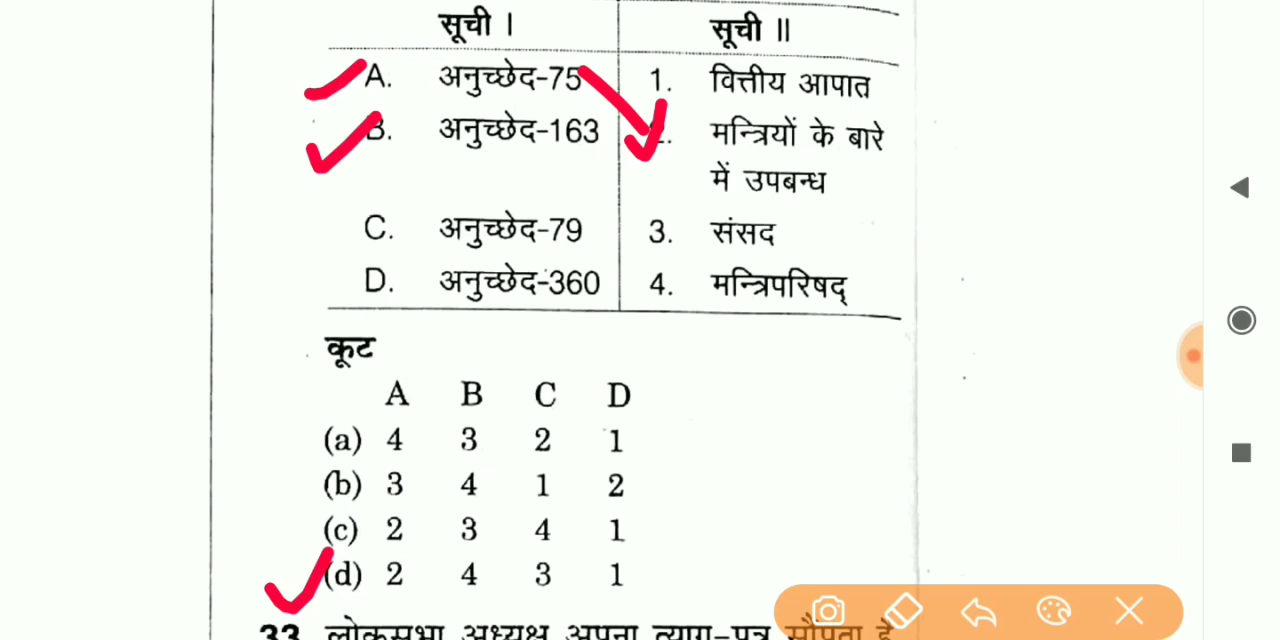 सूची I सूची II
A. अनुच्छेद-75 1. वित्तीय आपात
B. अनुच्छेद-163 2. मन्त्रियों के बारे
में उपबन्ध
C. अनुच्छेद-79 3. संसद
D. अनुच्छेद-360 4. मन्त्रिपरिषद्
कूट
A B C D
(a) 4 3 2 1
(b) 3 4 1 2
(c) 2 3 4 1
(d) 2 4 3 1
33 लोकसभा अध्यक्ष अपना त्याग-पत्र सौंपता है